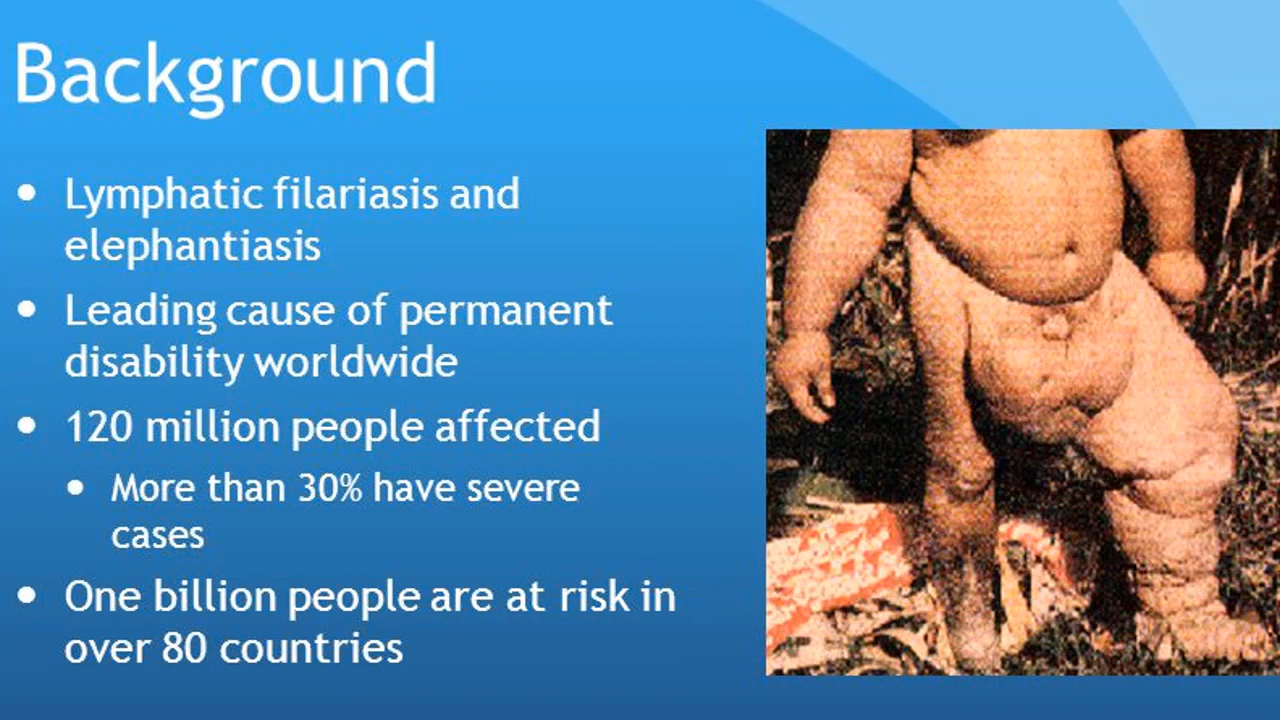 Background
• Lymphatic filariasis and
elephantiasis
• Leading cause of permanent
disability worldwide
• 120 million people affected
• More than 30% have severe
cases
• One billion people are at risk in
over 80 countries